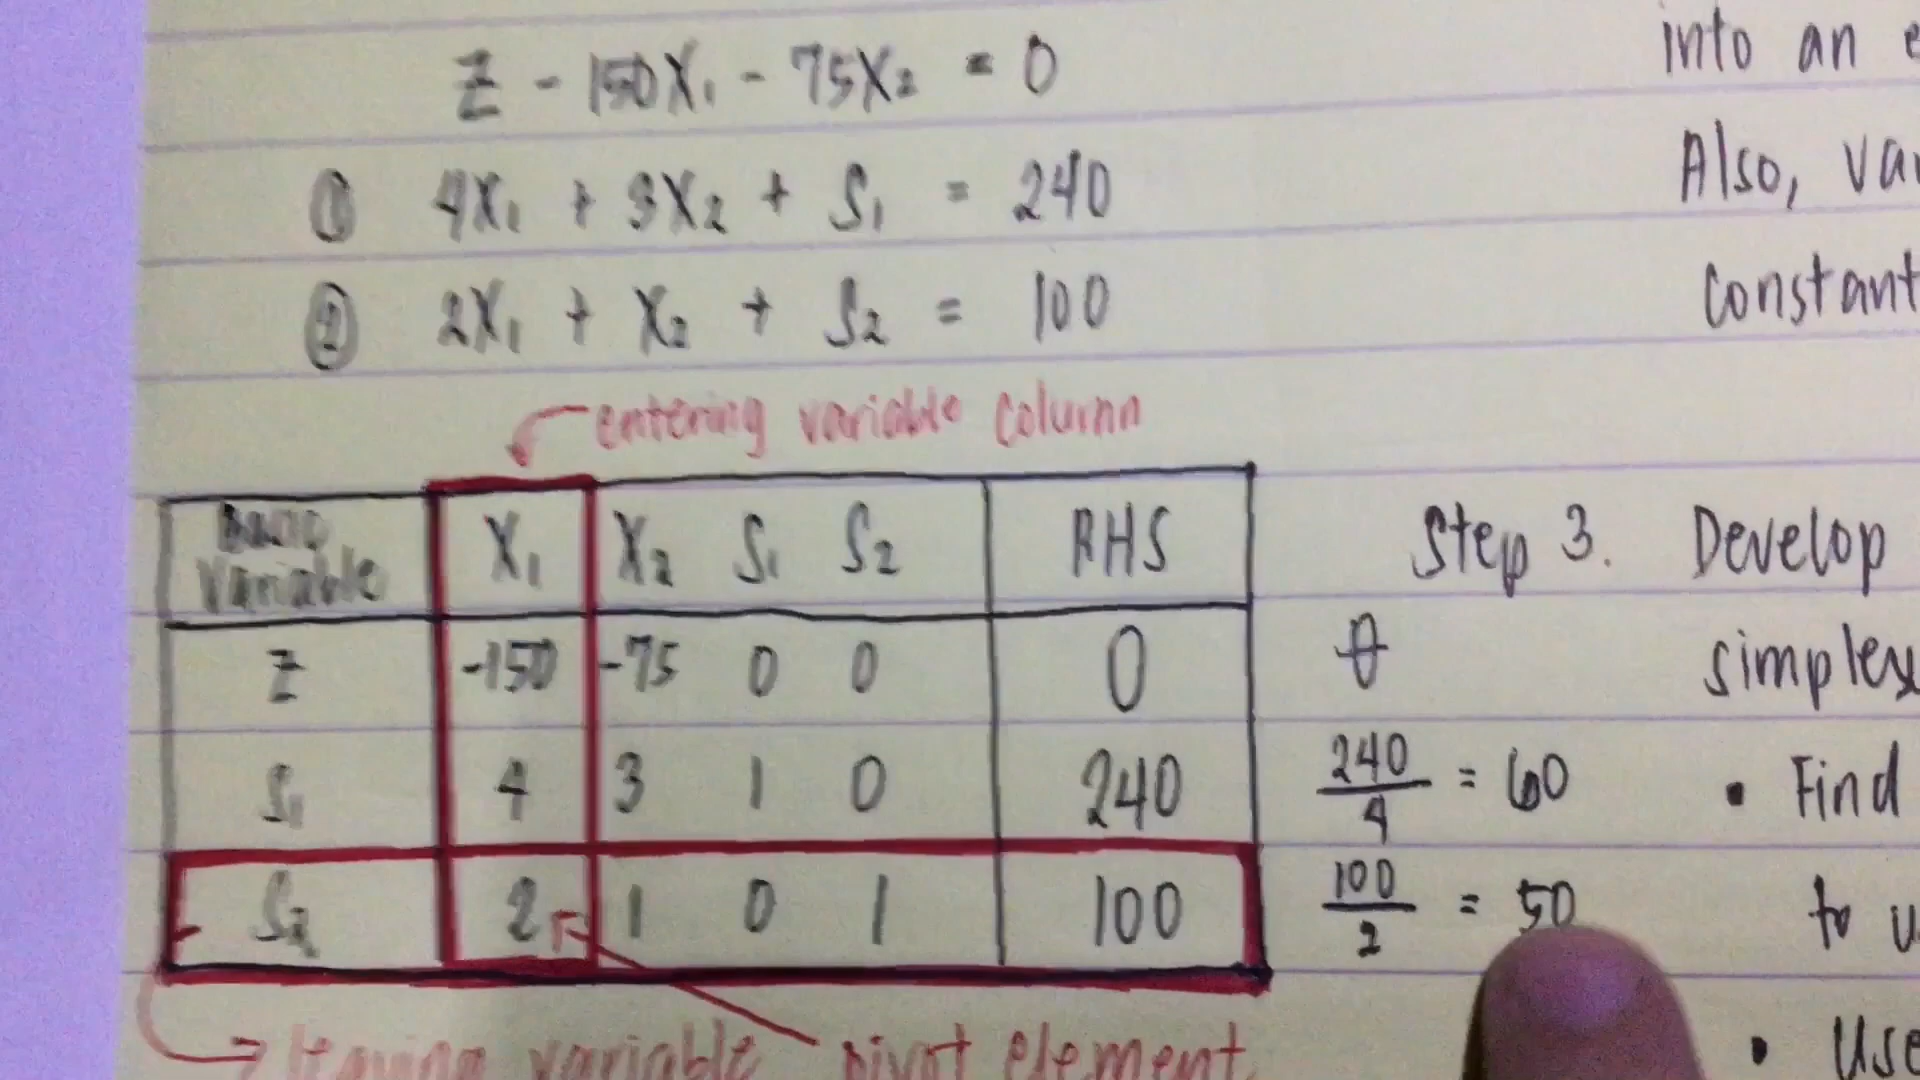 Z - 150X₁ - 75X₂ = 0
① 4X₁ + 3X₂ + S₁ = 240
② 2X₁ + X₂ + S₂ = 100
into an
Also,
constant
entering variable column
Basic Variable X₁ X₂ S₁ S₂ RHS
Z -150 -75 0 0 0 θ
S₁ 4 3 1 0 240 240/4 = 60
S₂ 2 1 0 1 100 100/2 = 50
leaving variable pivot element
Step 3. Develop
simplex
• Find
to
• Use